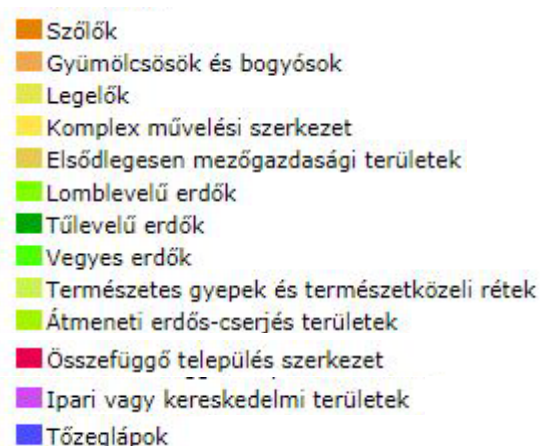 Szőlők
Gyümölcsösök és bogyósok
Legelők
Komplex művelési szerkezet
Elsődlegesen mezőgazdasági területek
Lomblevelű erdők
Tűlevelű erdők
Vegyes erdők
Természetes gyepek és természetközeli rétek
Átmeneti erdős-cserjés területek
Összefüggő település szerkezet
Ipari vagy kereskedelmi területek
Tőzeglápok